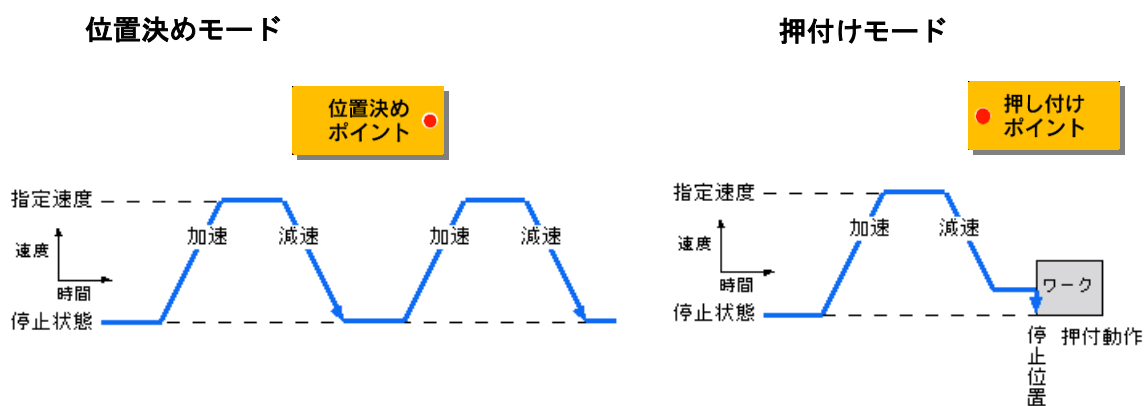 位置決めモード
位置決め
ポイント
指定速度
加速
減速
加速
減速
速度
時間
停止状態
押付けモード
押し付け
ポイント
指定速度
加速
減速
速度
時間
ワーク
停止状態
停止位置
押付動作